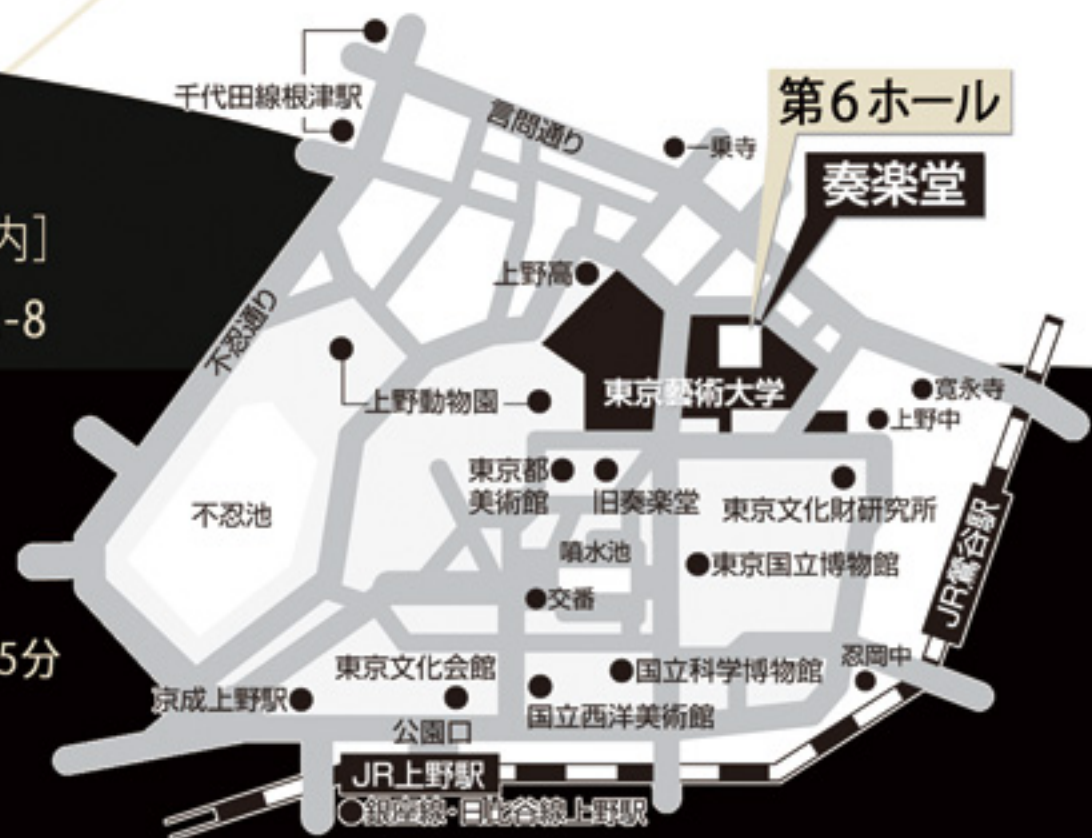 千代田線根津駅
言問通り
一乗寺
第6ホール
奏楽堂
内]
-8
上野高
不忍通り
上野動物園
東京藝術大学
寛永寺
上野中
東京都
美術館
旧奏楽堂
東京文化財研究所
不忍池
噴水池
東京国立博物館
交番
JR鶯谷駅
5分
東京文化会館
国立科学博物館
忍岡中
京成上野駅
国立西洋美術館
公園口
JR上野駅
銀座線・日比谷線上野駅